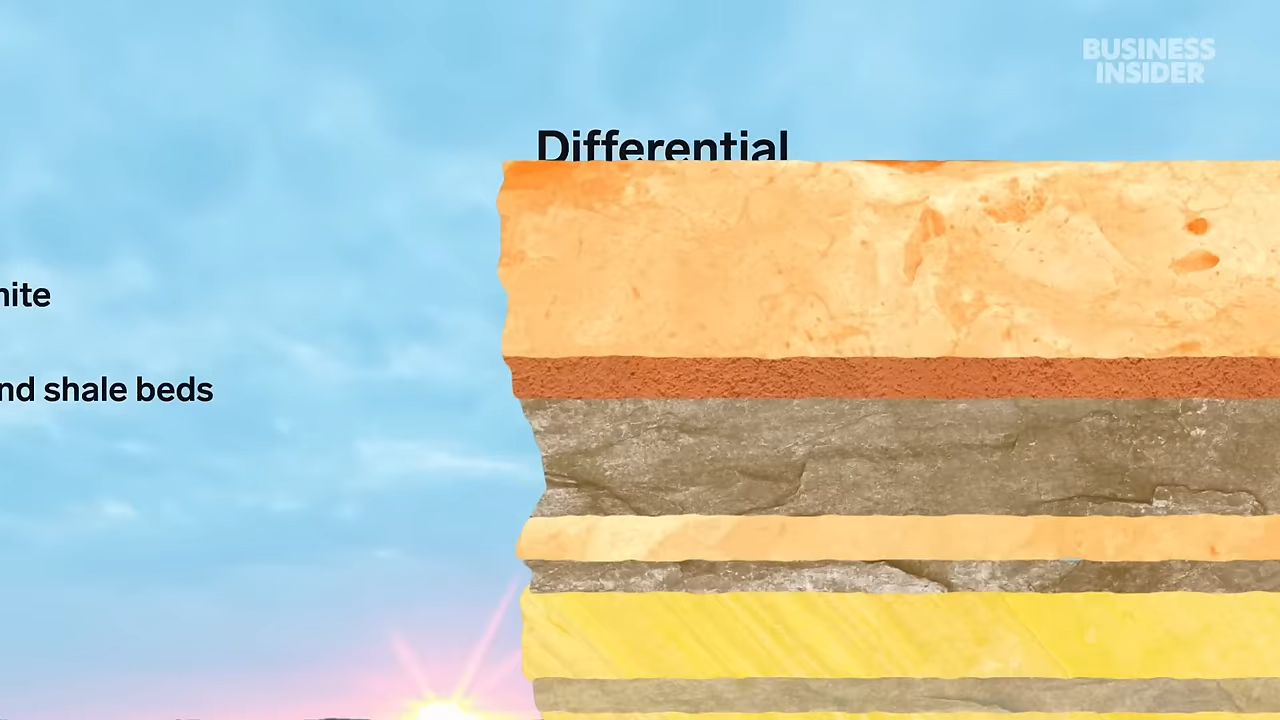 BUSINESS
INSIDER
Differential
nite
nd shale beds